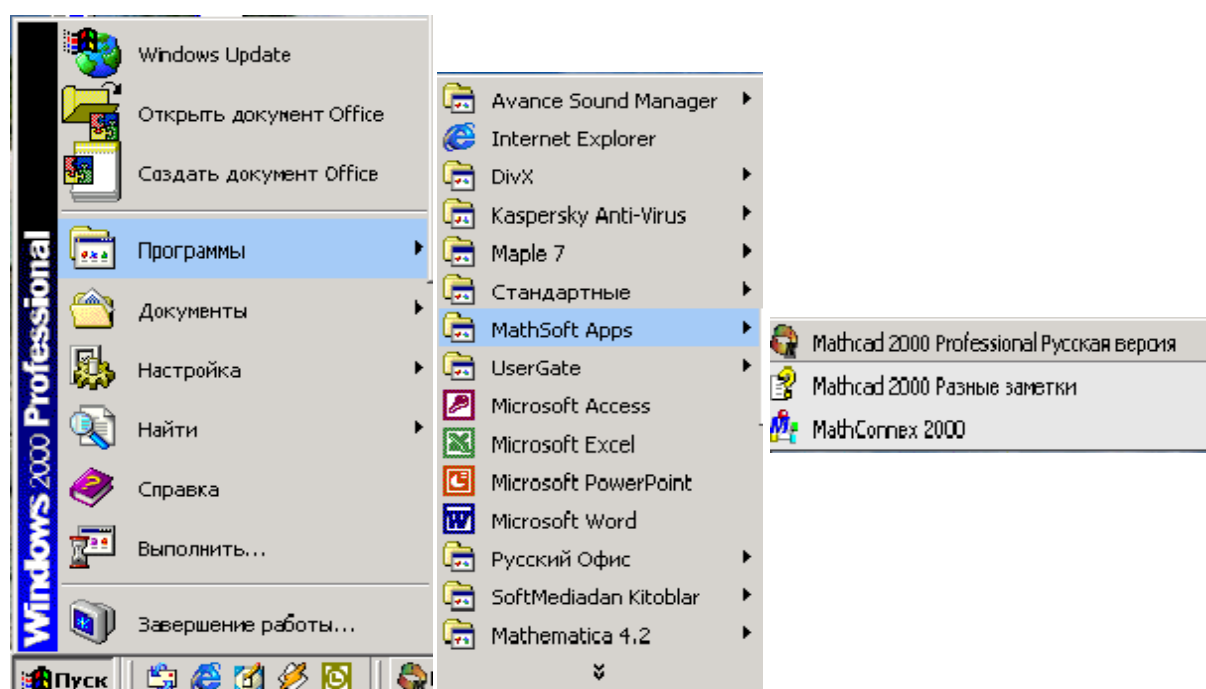 Windows 2000 Professional
Windows Update
Открыть документ Office
Создать документ Office
Программы
Документы
Настройка
Найти
Справка
Выполнить...
Завершение работы...
Пуск
Avance Sound Manager
Internet Explorer
DivX
Kaspersky Anti-Virus
Maple 7
Стандартные
MathSoft Apps
UserGate
Microsoft Access
Microsoft Excel
Microsoft PowerPoint
Microsoft Word
Русский Офис
SoftMediadan Kitoblar
Mathematica 4.2
Mathcad 2000 Professional Русская версия
Mathcad 2000 Разные заметки
MathConnex 2000